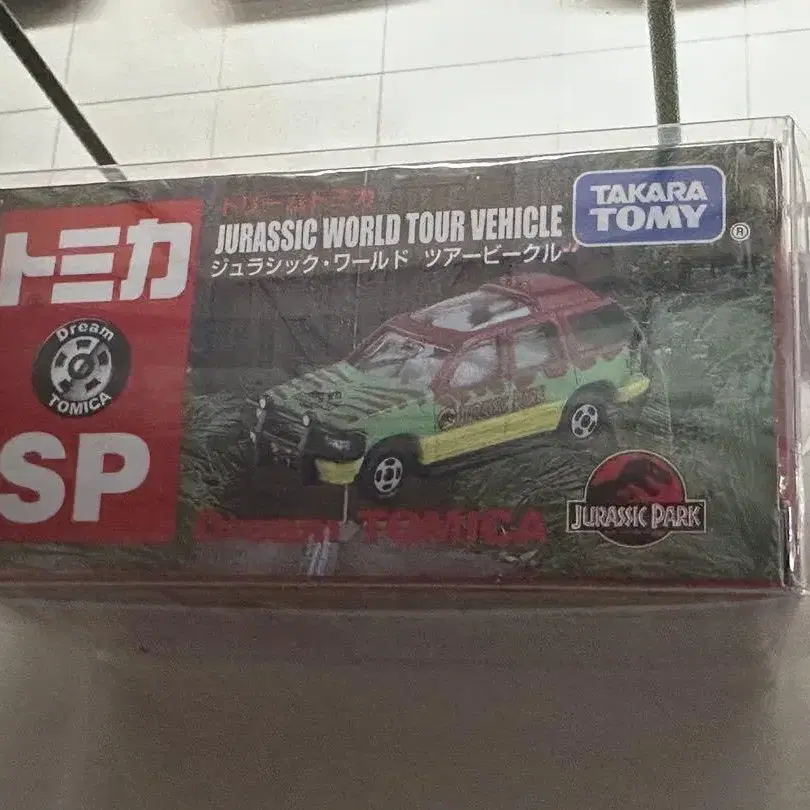 トミカ
Dream
TOMICA
SP
ドリームトミカ
JURASSIC WORLD TOUR VEHICLE
ジュラシック・ワールド ツアービークル
TAKARA
TOMY
®
Dream TOMICA
JURASSIC PARK